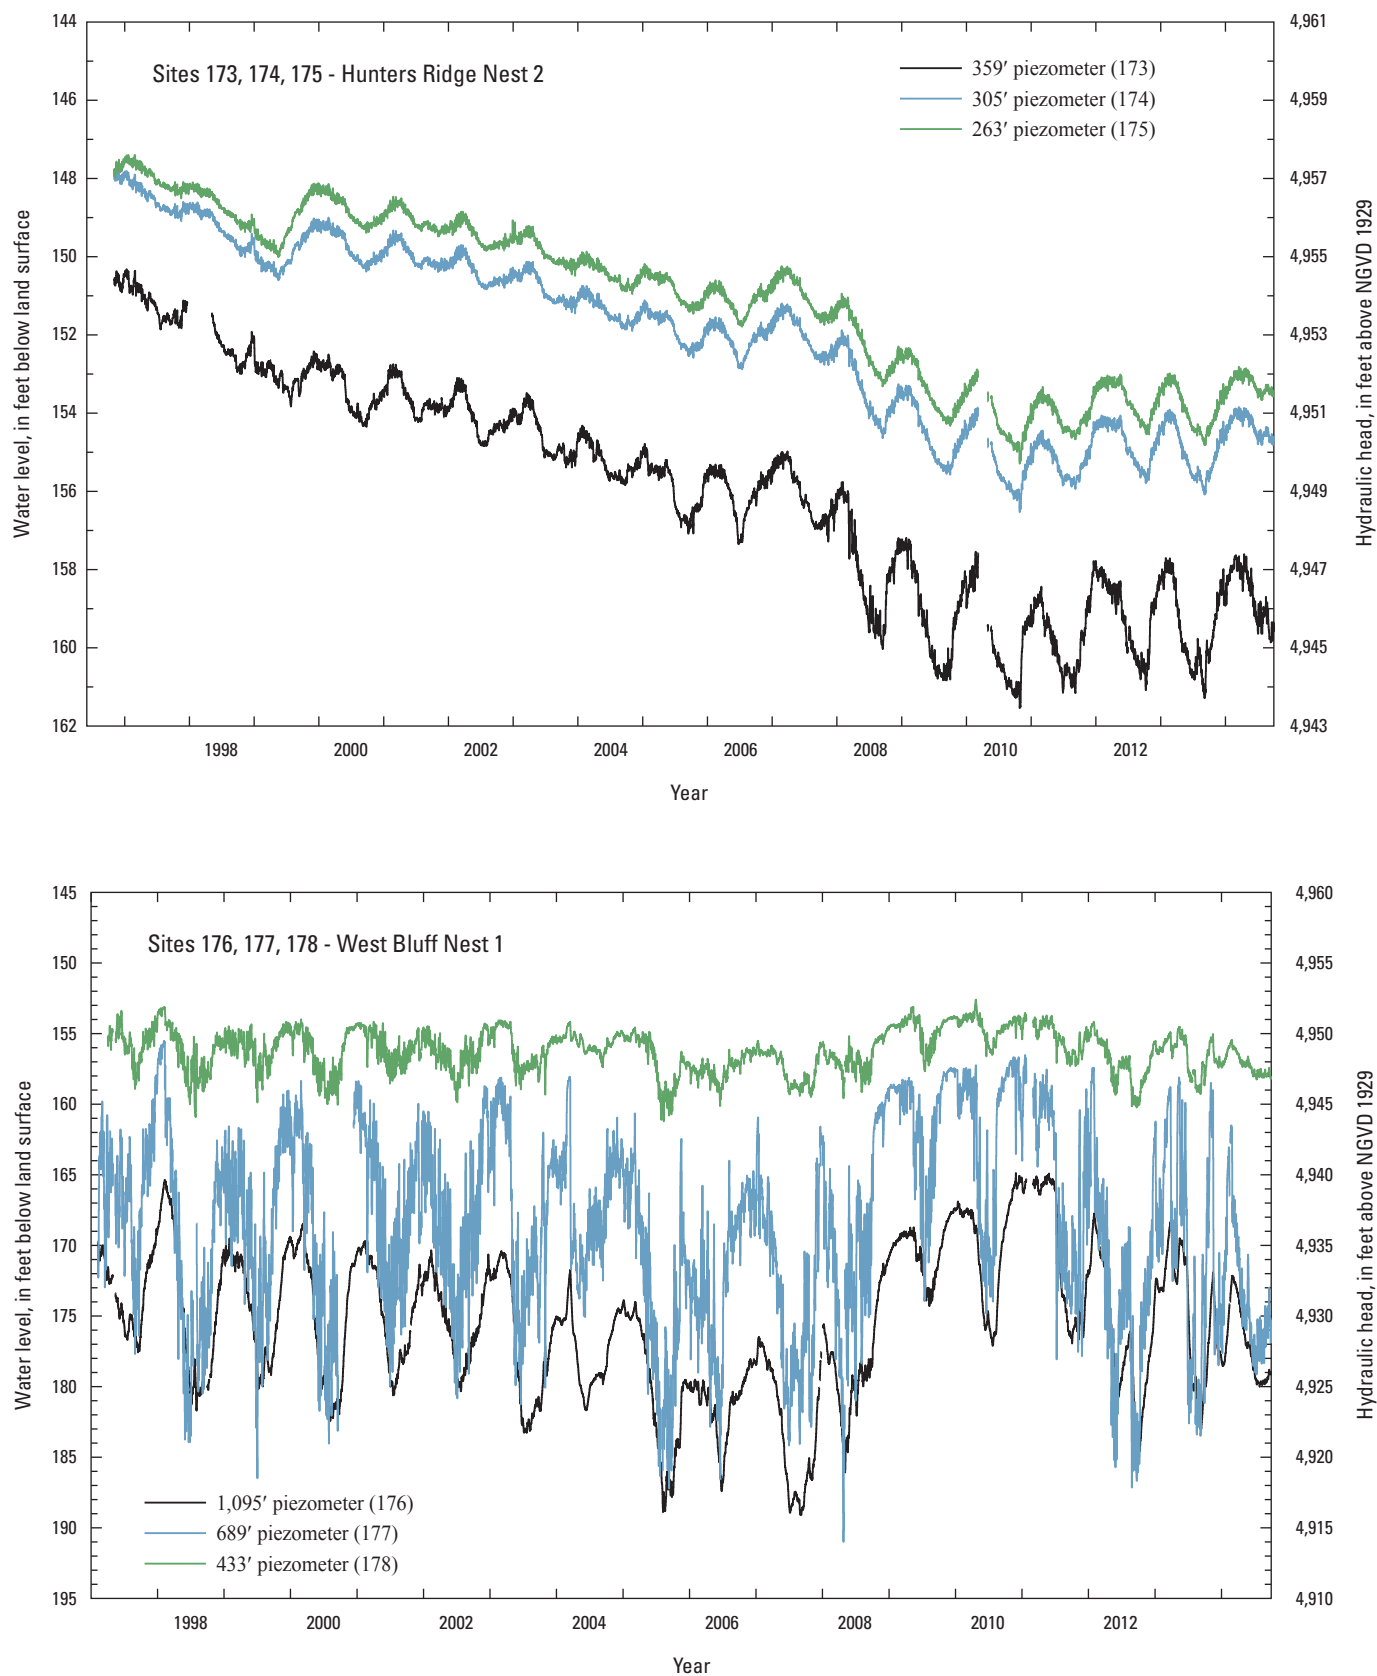 Sites 173, 174, 175 - Hunters Ridge Nest 2
359′ piezometer (173)
305′ piezometer (174)
263′ piezometer (175)
Water level, in feet below land surface
144
146
148
150
152
154
156
158
160
162
4,961
4,959
4,957
4,955
4,953
4,951
4,949
4,947
4,945
4,943
Hydraulic head, in feet above NGVD 1929
1998 2000 2002 2004 2006 2008 2010 2012
Year
Sites 176, 177, 178 - West Bluff Nest 1
Water level, in feet below land surface
145
150
155
160
165
170
175
180
185
190
195
4,960
4,955
4,950
4,945
4,940
4,935
4,930
4,925
4,920
4,915
4,910
Hydraulic head, in feet above NGVD 1929
1,095′ piezometer (176)
689′ piezometer (177)
433′ piezometer (178)
1998 2000 2002 2004 2006 2008 2010 2012
Year